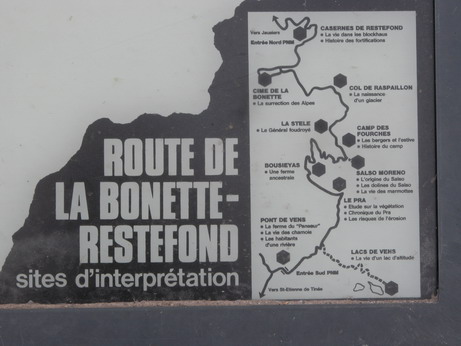 ROUTE DE
LA BONETTE-
RESTEFOND
sites d'interprétation
Vers Jausiers
Entrée Nord PNM
CASERNES DE RESTEFOND
● La vie dans les blockhaus
● Histoire des fortifications
CIME DE LA
BONETTE
● La surrection des Alpes
COL DE RASPAILLON
● La naissance
d'un glacier
LA STELE
● Le Général foudroyé
CAMP DES
FOURCHES
● Les bergers et l'estive
● Histoire du camp
BOUSIEYAS
● Une ferme
ancestrale
SALSO MORENO
● L'origine du Salso
● Les dolines du Salso
● La vie des marmottes
LE PRA
● Etude sur la végétation
● Chronique du Pra
● Les risques de l'érosion
PONT DE VENS
● La ferme du "Paneeur"
● La vie des chamois
● Les habitants
d'une rivière
LACS DE VENS
● La vie d'un lac d'altitude
Entrée Sud PNM
Vers St-Etienne de Tinée